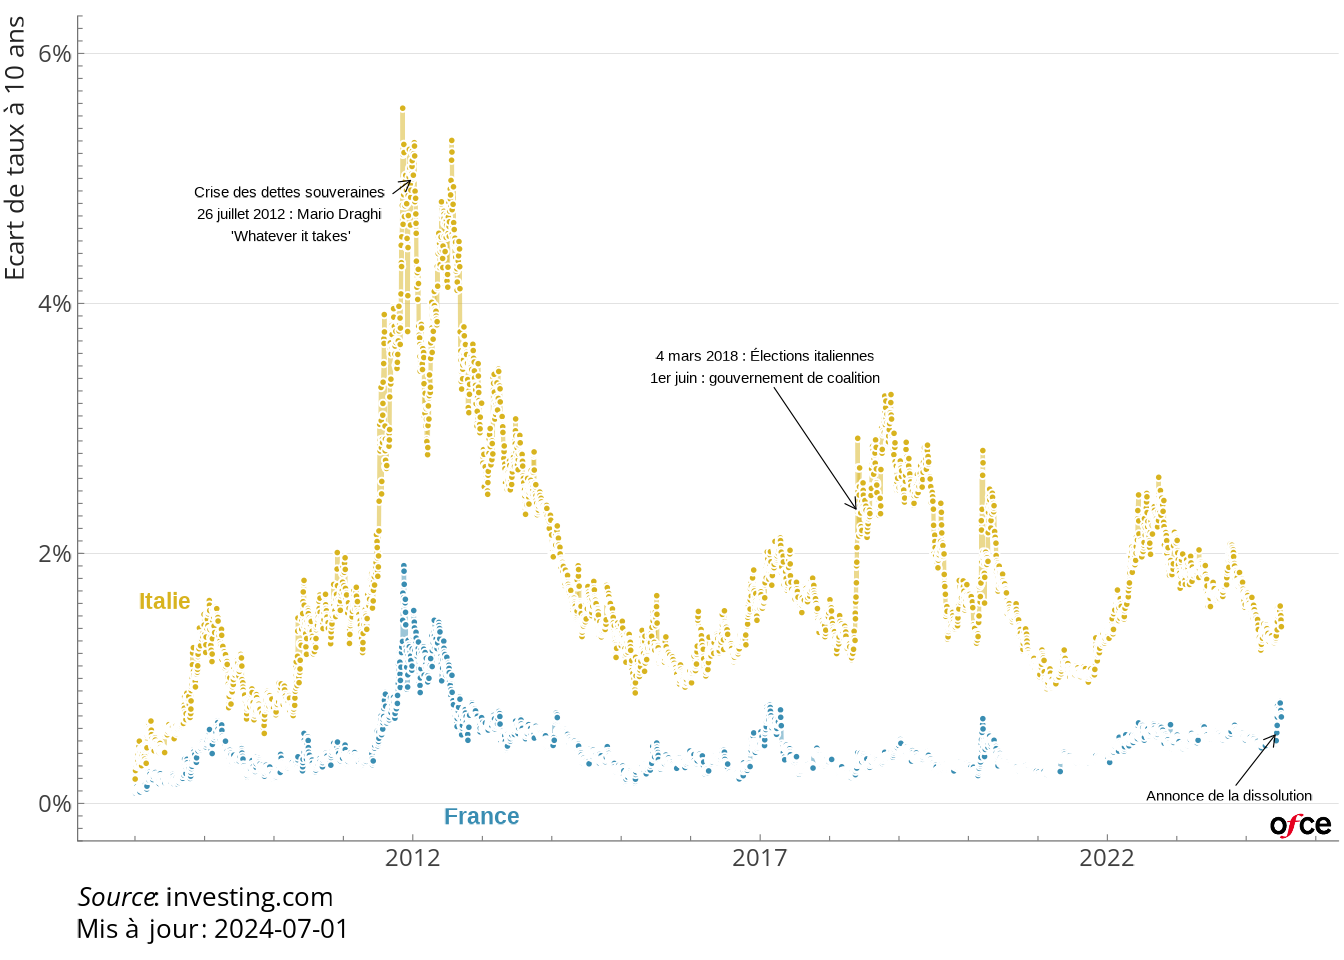 Ecart de taux à 10 ans
6%
4%
2%
0%
Crise des dettes souveraines
26 juillet 2012 : Mario Draghi
'Whatever it takes'
4 mars 2018 : Élections italiennes
1er juin : gouvernement de coalition
Italie
France
Annonce de la dissolution
ofce
2012
2017
2022
Source: investing.com
Mis à jour : 2024-07-01